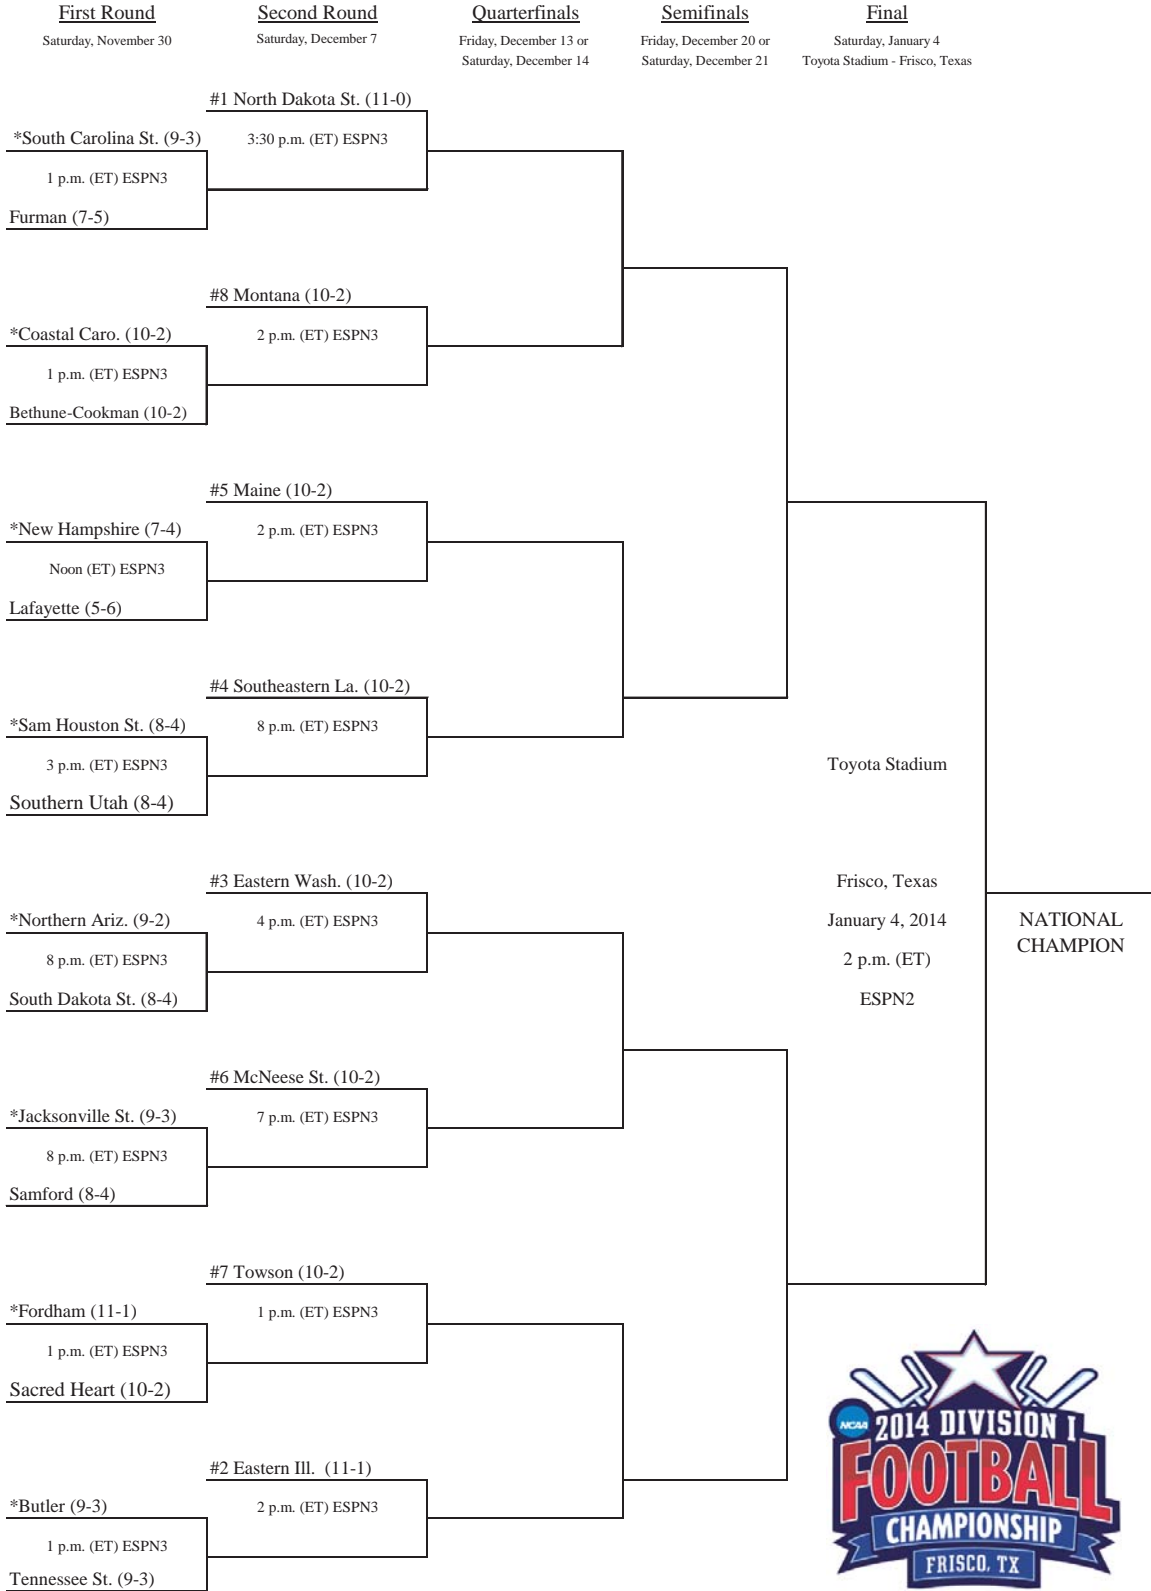 First Round
Second Round
Quarterfinals
Semifinals
Final
Saturday, November 30
Saturday, December 7
Friday, December 13 or
Saturday, December 14
Friday, December 20 or
Saturday, December 21
Saturday, January 4
Toyota Stadium - Frisco, Texas
#1 North Dakota St. (11-0)
*South Carolina St. (9-3)
3:30 p.m. (ET) ESPN3
1 p.m. (ET) ESPN3
Furman (7-5)
#8 Montana (10-2)
*Coastal Caro. (10-2)
2 p.m. (ET) ESPN3
1 p.m. (ET) ESPN3
Bethune-Cookman (10-2)
#5 Maine (10-2)
*New Hampshire (7-4)
2 p.m. (ET) ESPN3
Noon (ET) ESPN3
Lafayette (5-6)
#4 Southeastern La. (10-2)
*Sam Houston St. (8-4)
8 p.m. (ET) ESPN3
3 p.m. (ET) ESPN3
Toyota Stadium
Southern Utah (8-4)
#3 Eastern Wash. (10-2)
Frisco, Texas
*Northern Ariz. (9-2)
4 p.m. (ET) ESPN3
January 4, 2014
NATIONAL
CHAMPION
8 p.m. (ET) ESPN3
2 p.m. (ET)
South Dakota St. (8-4)
ESPN2
#6 McNeese St. (10-2)
*Jacksonville St. (9-3)
7 p.m. (ET) ESPN3
8 p.m. (ET) ESPN3
Samford (8-4)
#7 Towson (10-2)
*Fordham (11-1)
1 p.m. (ET) ESPN3
1 p.m. (ET) ESPN3
Sacred Heart (10-2)
#2 Eastern Ill. (11-1)
*Butler (9-3)
2 p.m. (ET) ESPN3
1 p.m. (ET) ESPN3
Tennessee St. (9-3)
NCAA
2014 DIVISION I
FOOTBALL
CHAMPIONSHIP
FRISCO, TX